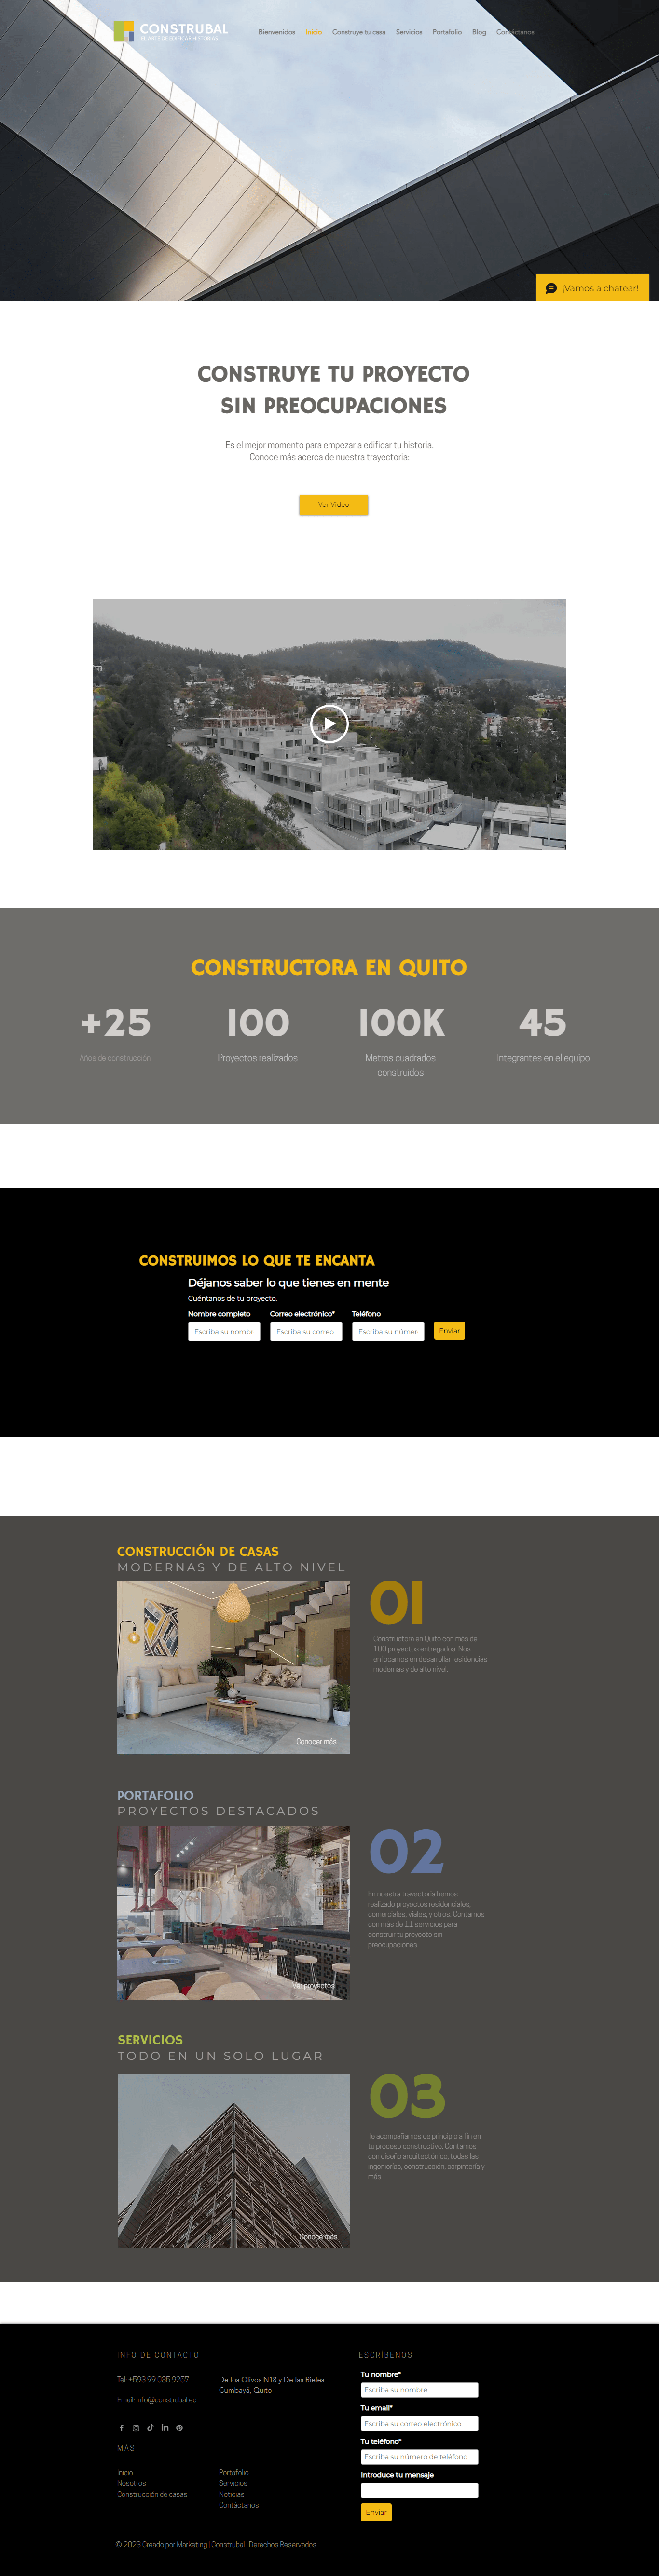 CONSTRUBAL
EL ARTE DE EDIFICAR HISTORIAS
Bienvenidos Inicio Construye tu casa Servicios Portafolio Blog Contáctanos
¡Vamos a chatear!
CONSTRUYE TU PROYECTO
SIN PREOCUPACIONES
Es el mejor momento para empezar a edificar tu historia.
Conoce más acerca de nuestra trayectoria:
Ver Video
CONSTRUCTORA EN QUITO
+25 100 100K 45
Años de construcción Proyectos realizados Metros cuadrados Integrantes en el equipo
construidos
CONSTRUIMOS LO QUE TE ENCANTA
Déjanos saber lo que tienes en mente
Cuéntanos de tu proyecto.
Nombre completo Correo electrónico* Teléfono
Escriba su nombre Escriba su correo Escriba su númer Enviar
CONSTRUCCIÓN DE CASAS
MODERNAS Y DE ALTO NIVEL
01
Constructora en Quito con más de
100 proyectos entregados. Nos
enfocamos en desarrollar residencias
modernas y de alto nivel.
Conocer más
PORTAFOLIO
PROYECTOS DESTACADOS
02
En nuestra trayectoria hemos
realizado proyectos residenciales,
comerciales, viales, y otros. Contamos
con más de 11 servicios para
construir tu proyecto sin
preocupaciones.
Ver proyectos
SERVICIOS
TODO EN UN SOLO LUGAR
03
Te acompañamos de principio a fin en
tu proceso constructivo. Contamos
con diseño arquitectónico, todas las
ingenierías, construcción, carpintería y
más.
Conoce más
INFO DE CONTACTO
Tel: +593 99 035 9257
Email: info@construbal.ec
De los Olivos N18 y De las Rieles
Cumbayá, Quito
MÁS
Inicio
Nosotros
Construcción de casas
Portafolio
Servicios
Noticias
Contáctanos
ESCRÍBENOS
Tu nombre*
Escriba su nombre
Tu email*
Escriba su correo electrónico
Tu teléfono*
Escriba su número de teléfono
Introduce tu mensaje
Enviar
© 2023 Creado por Marketing | Construbal | Derechos Reservados